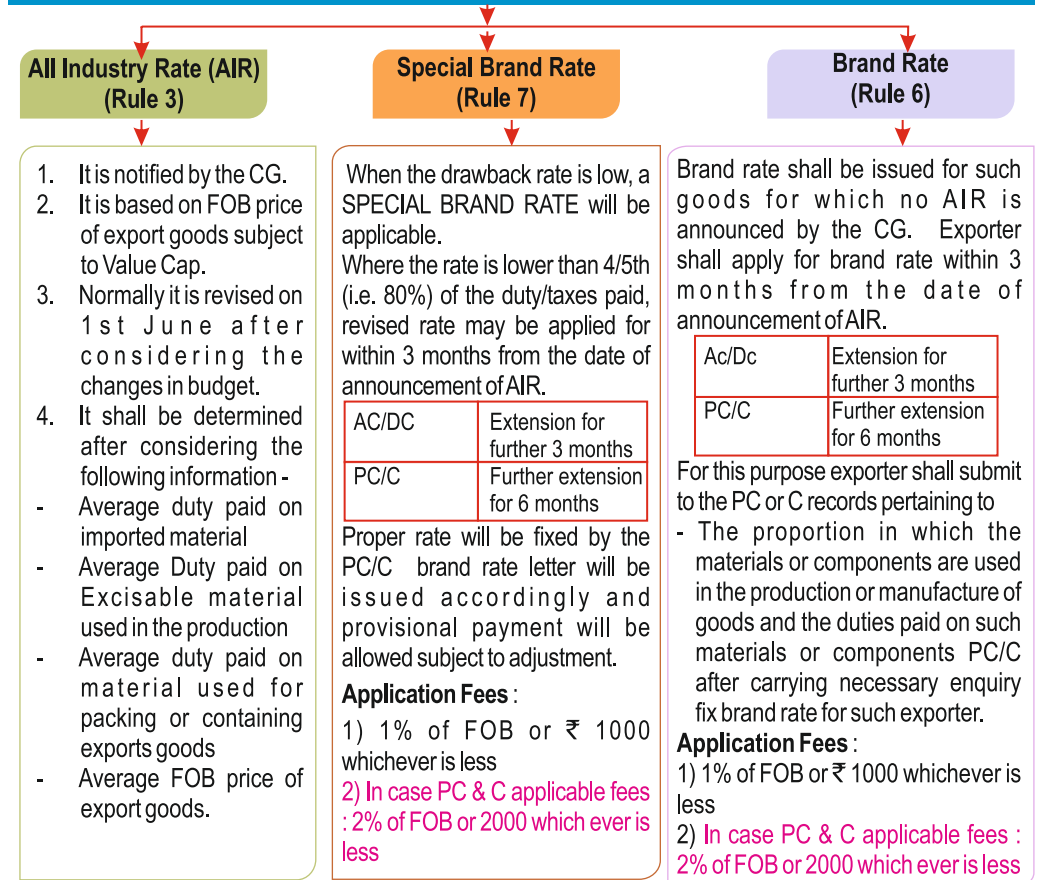 All Industry Rate (AIR)
(Rule 3)
1. It is notified by the CG.
2. It is based on FOB price
of export goods subject
to Value Cap.
3. Normally it is revised on
1st June after
considering the
changes in budget.
4. It shall be determined
after considering the
following information -
- Average duty paid on
imported material
- Average Duty paid on
Excisable material
used in the production
- Average duty paid on
material used for
packing or containing
exports goods
- Average FOB price of
export goods.
Special Brand Rate
(Rule 7)
When the drawback rate is low, a
SPECIAL BRAND RATE will be
applicable.
Where the rate is lower than 4/5th
(i.e. 80%) of the duty/taxes paid,
revised rate may be applied for
within 3 months from the date of
announcement of AIR.
AC/DC Extension for
further 3 months
PC/C Further extension
for 6 months
Proper rate will be fixed by the
PC/C brand rate letter will be
issued accordingly and
provisional payment will be
allowed subject to adjustment.
Application Fees :
1) 1% of FOB or ₹ 1000
whichever is less
2) In case PC & C applicable fees
: 2% of FOB or 2000 which ever is
less
Brand Rate
(Rule 6)
Brand rate shall be issued for such
goods for which no AIR is
announced by the CG. Exporter
shall apply for brand rate within 3
months from the date of
announcement of AIR.
Ac/Dc Extension for
further 3 months
PC/C Further extension
for 6 months
For this purpose exporter shall submit
to the PC or C records pertaining to
- The proportion in which the
materials or components are used
in the production or manufacture of
goods and the duties paid on such
materials or components PC/C
after carrying necessary enquiry
fix brand rate for such exporter.
Application Fees :
1) 1% of FOB or ₹ 1000 whichever is
less
2) In case PC & C applicable fees :
2% of FOB or 2000 which ever is less